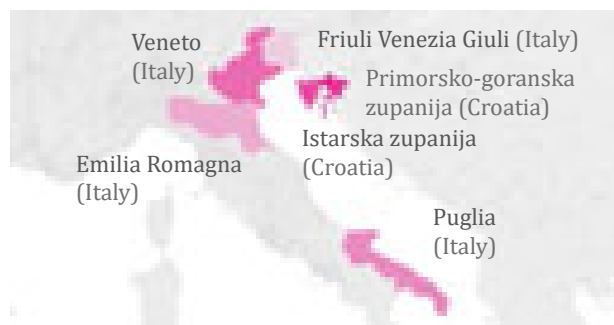 Veneto
(Italy)
Friuli Venezia Giuli (Italy)
Primorsko-goranska
zupanija (Croatia)
Istarska zupanija
(Croatia)
Emilia Romagna
(Italy)
Puglia
(Italy)